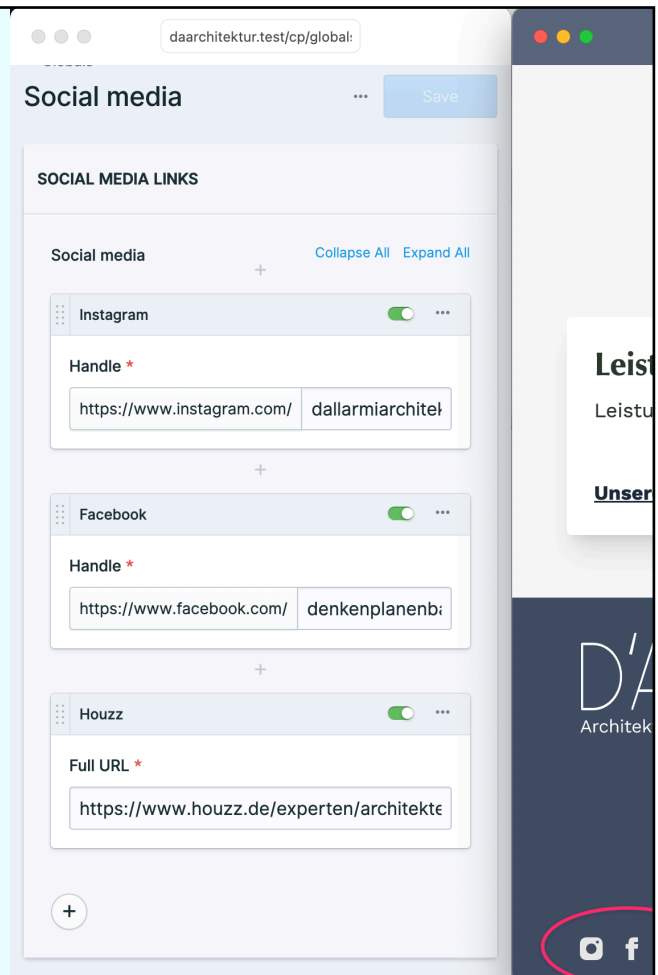 daarchitektur.test/cp/globals
Globals
Social media
Save
SOCIAL MEDIA LINKS
Social media
Collapse All Expand All
Instagram
Handle *
https://www.instagram.com/ dallarmiarchitek
Facebook
Handle *
https://www.facebook.com/ denkenplanenba
Houzz
Full URL *
https://www.houzz.de/experten/architekte
Leist
Leistu
Unser
D'A
Architek